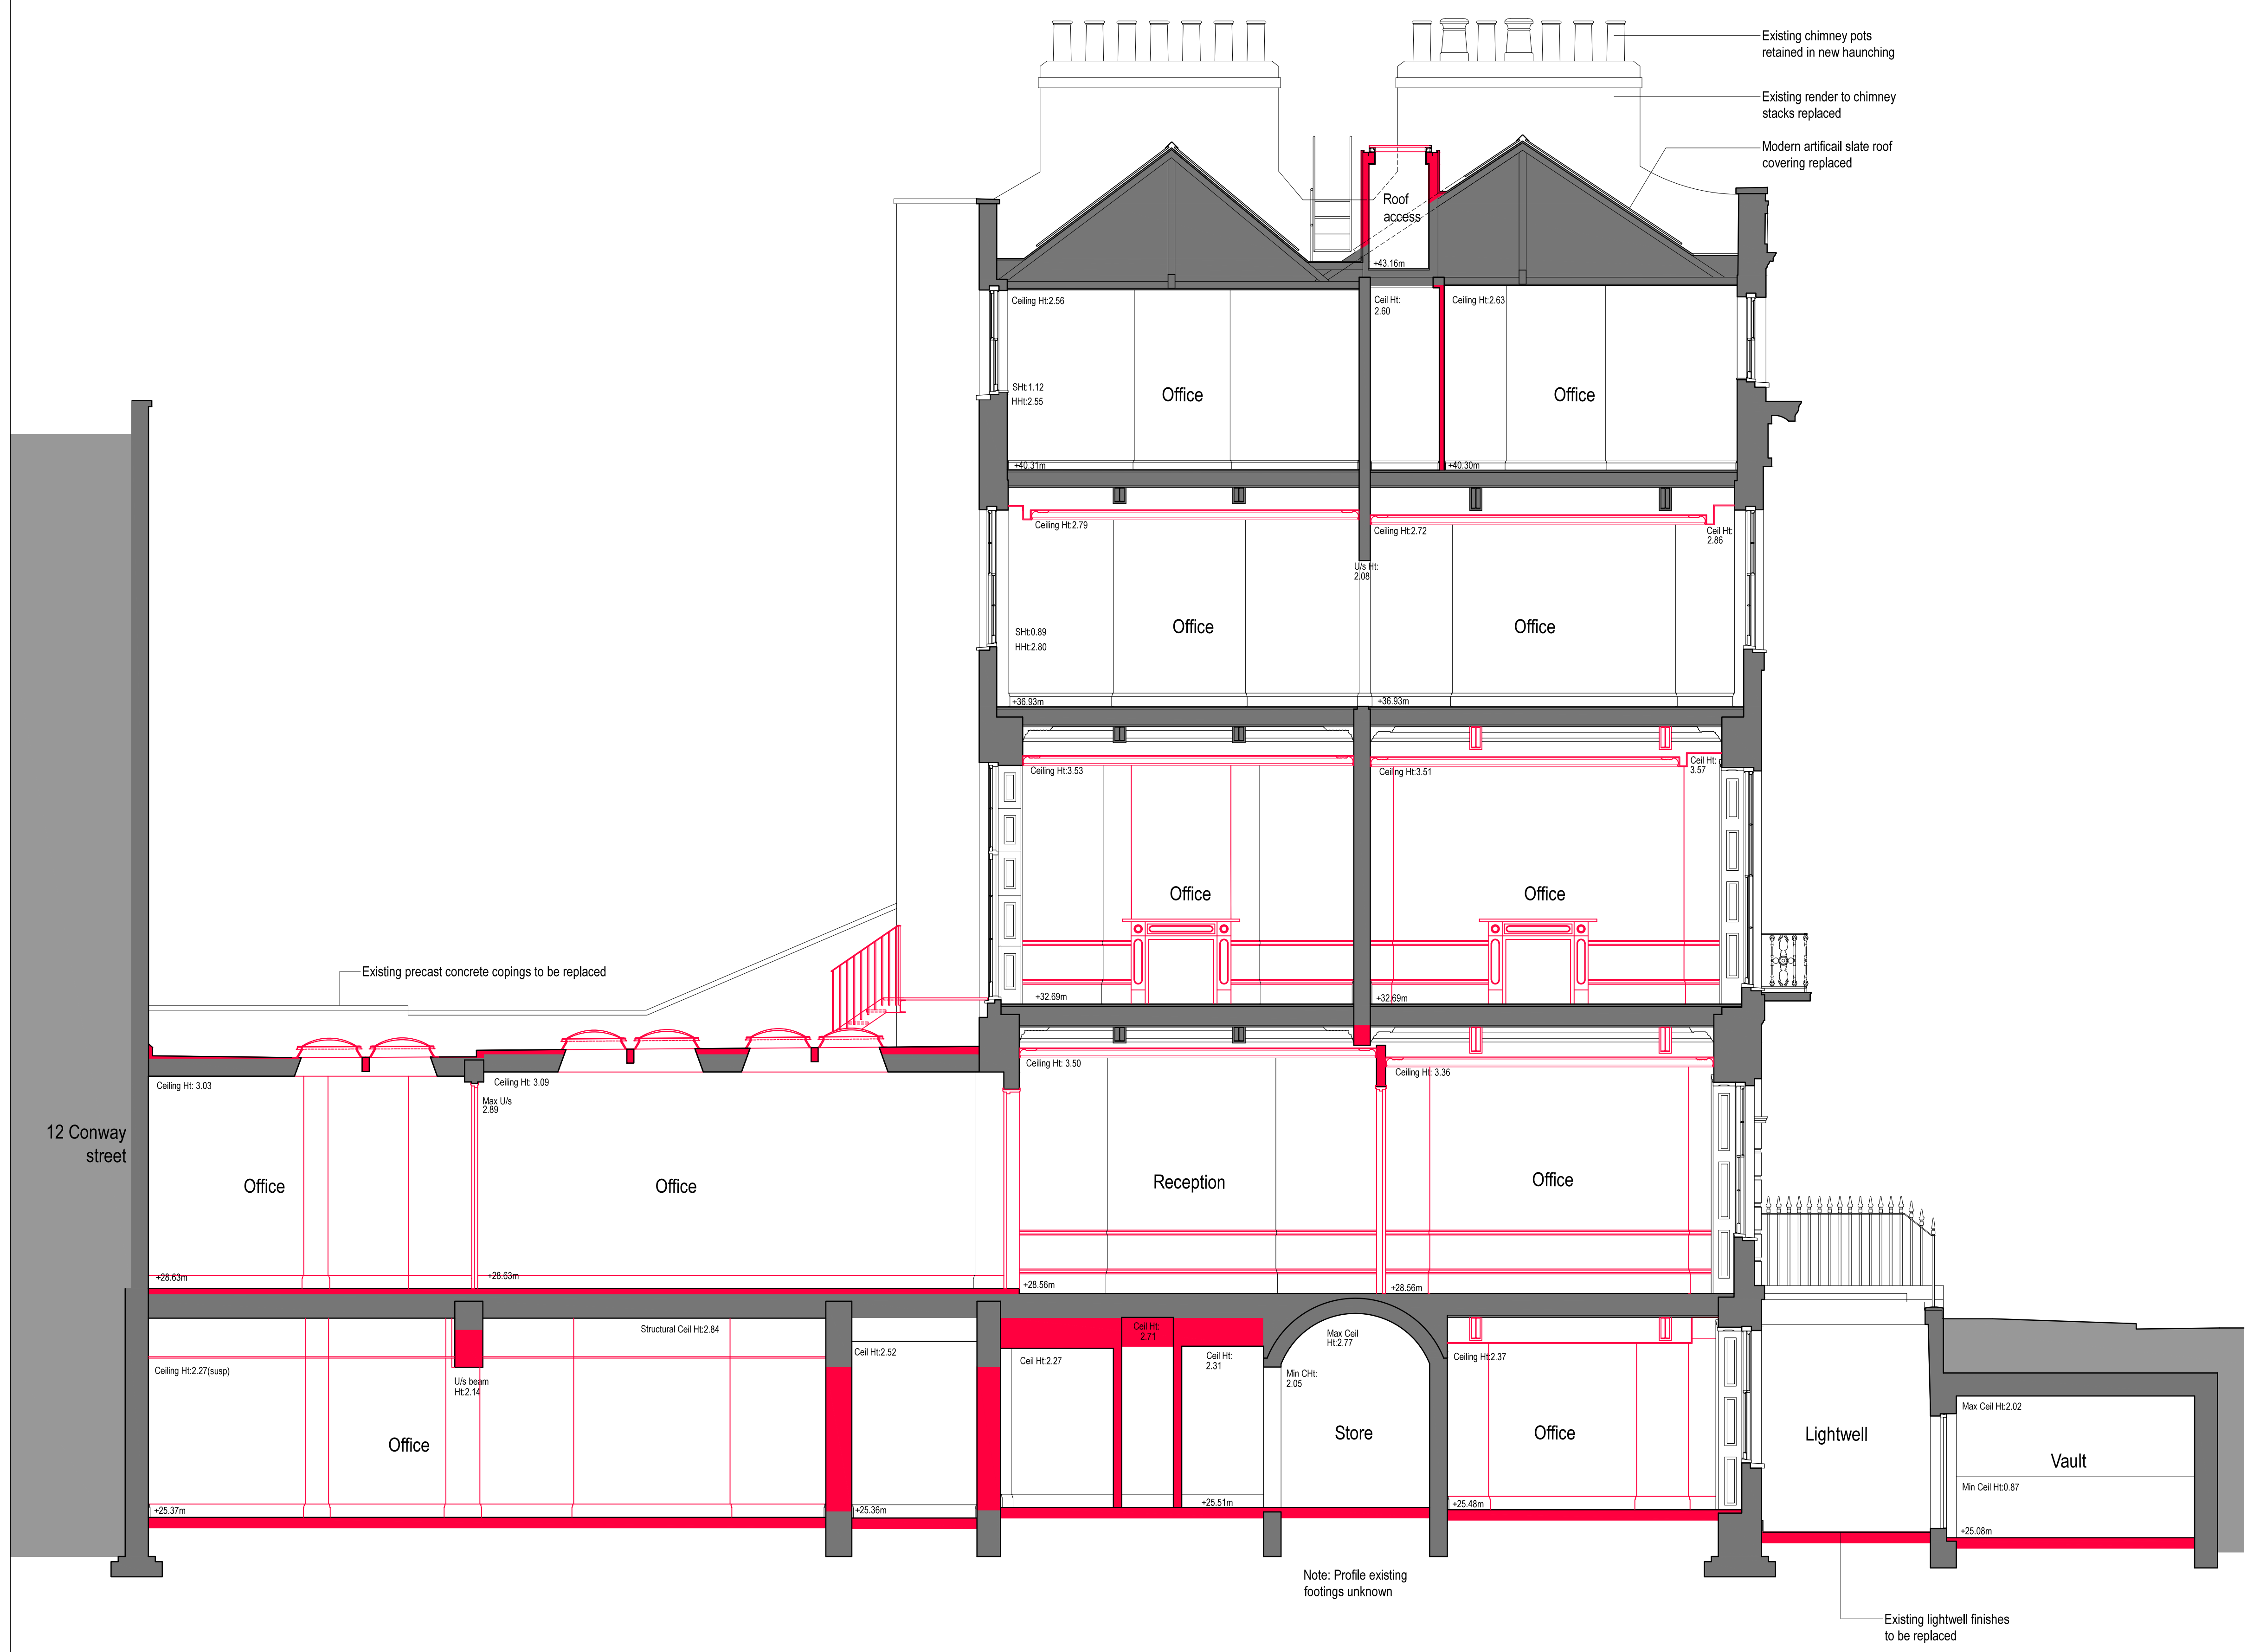 Existing chimney pots
retained in new haunching
Existing render to chimney
stacks replaced
Modern artificail slate roof
covering replaced
Roof
access
+43.16m
Ceiling Ht:2.56
Ceil Ht:
2.60
Ceiling Ht:2.63
SHt:1.12
HHt:2.55
Office
Office
+40.31m
+40.30m
Ceiling Ht:2.79
Ceiling Ht:2.72
Ceil Ht:
2.86
U/s Ht:
2.08
SHt:0.89
HHt:2.80
Office
Office
+36.93m
+36.93m
Ceiling Ht:3.53
Ceiling Ht:3.51
Ceil Ht:
3.57
Office
Office
+32.69m
+32.69m
Existing precast concrete copings to be replaced
Ceiling Ht: 3.03
Ceiling Ht: 3.09
Max U/s
2.89
Ceiling Ht: 3.50
Ceiling Ht: 3.36
12 Conway
street
Office
Office
Reception
Office
+28.63m
+28.63m
+28.56m
+28.56m
Structural Ceil Ht:2.84
Ceiling Ht:2.27(susp)
U/s beam
Ht:2.14
Ceil Ht:2.52
Ceil Ht:2.27
Ceil Ht:
2.71
Ceil Ht:
2.31
Max Ceil
Ht:2.77
Min CHt:
2.05
Ceiling Ht:2.37
Max Ceil Ht:2.02
Office
Store
Office
Lightwell
Vault
Min Ceil Ht:0.87
+25.37m
+25.36m
+25.51m
+25.48m
+25.08m
Note: Profile existing
footings unknown
Existing lightwell finishes
to be replaced